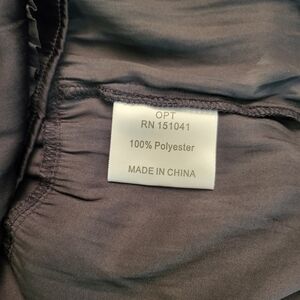 OPT
RN 151041
100% Polyester
MADE IN CHINA